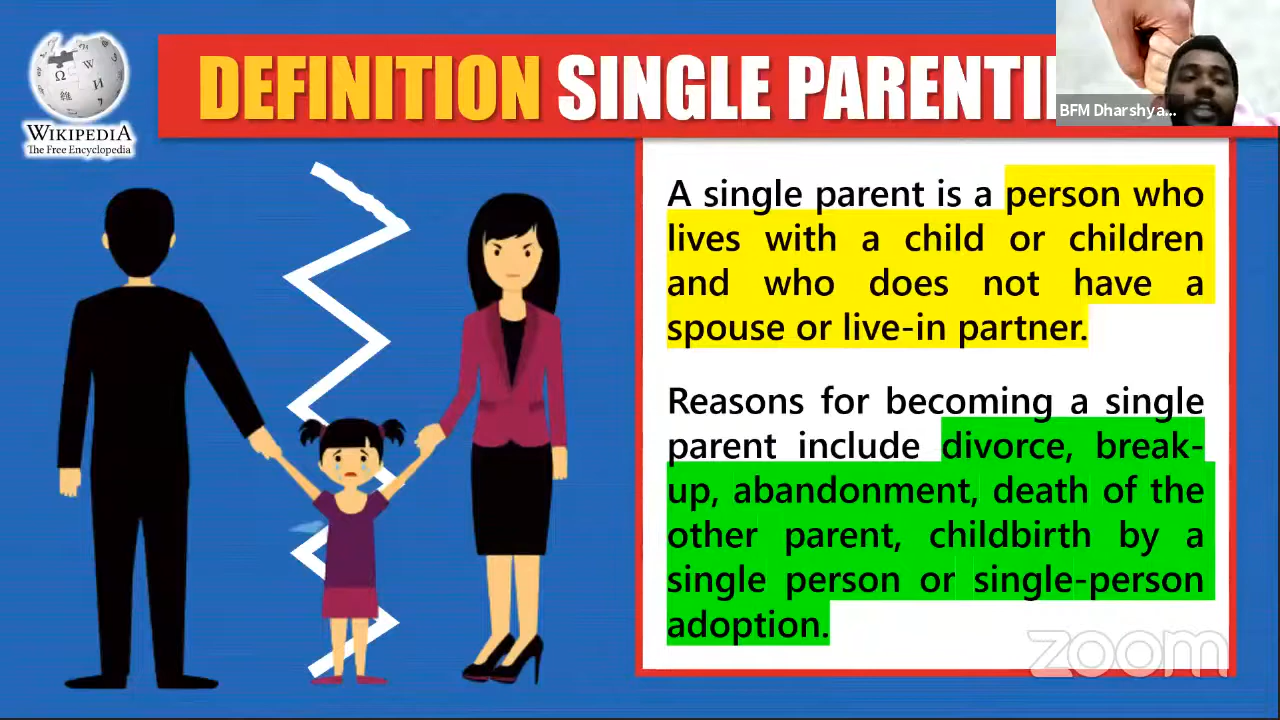 WIKIPEDIA
The Free Encyclopedia
DEFINITION SINGLE PARENTI
BFM Dharshya...
A single parent is a person who
lives with a child or children
and who does not have a
spouse or live-in partner.
Reasons for becoming a single
parent include divorce, break-
up, abandonment, death of the
other parent, childbirth by a
single person or single-person
adoption.
zoom